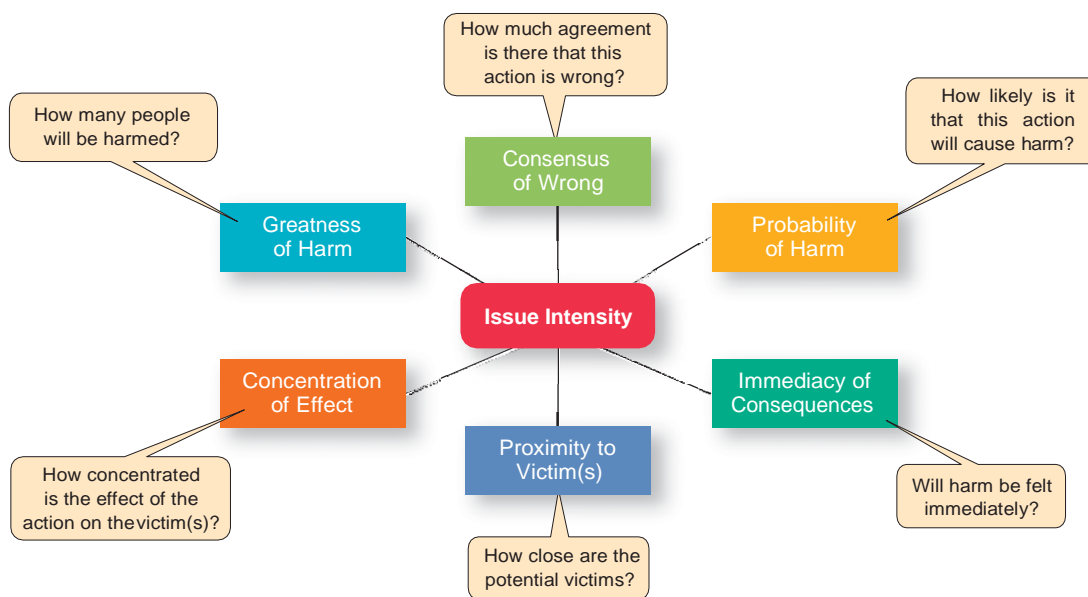 How much agreement
is there that this
action is wrong?
How many people
will be harmed?
How likely is it
that this action
will cause harm?
Consensus
of Wrong
Greatness
of Harm
Probability
of Harm
Issue Intensity
Concentration
of Effect
Immediacy of
Consequences
Proximity to
Victim(s)
How concentrated
is the effect of the
action on thevictim(s)?
Will harm be felt
immediately?
How close are the
potential victims?